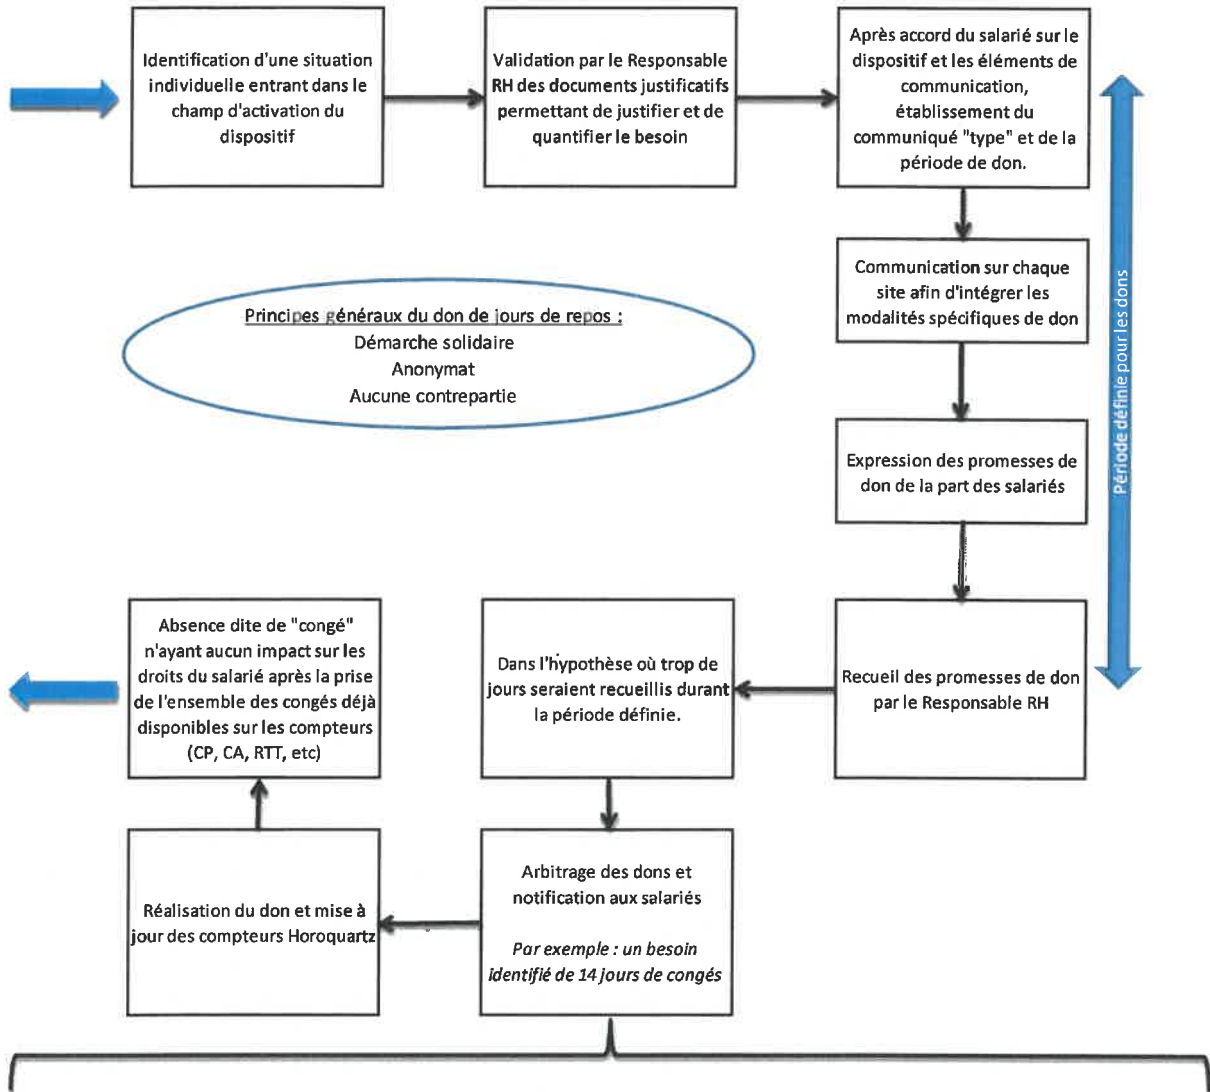 Identification d'une situation
individuelle entrant dans le
champ d'activation du
dispositif
Validation par le Responsable
RH des documents justificatifs
permettant de justifier et de
quantifier le besoin
Après accord du salarié sur le
dispositif et les éléments de
communication,
établissement du
communiqué "type" et de la
période de don.
Communication sur chaque
site afin d'intégrer les
modalités spécifiques de don
Période définie pour les dons
Principes généraux du don de jours de repos :
Démarche solidaire
Anonymat
Aucune contrepartie
Expression des promesses de
don de la part des salariés
Recueil des promesses de don
par le Responsable RH
Dans l'hypothèse où trop de
jours seraient recueillis durant
la période définie.
Arbitrage des dons et
notification aux salariés
Par exemple : un besoin
identifié de 14 jours de congés
Réalisation du don et mise à
jour des compteurs Horoquartz
Absence dite de "congé"
n'ayant aucun impact sur les
droits du salarié après la prise
de l'ensemble des congés déjà
disponibles sur les compteurs
(CP, CA, RTT, etc)